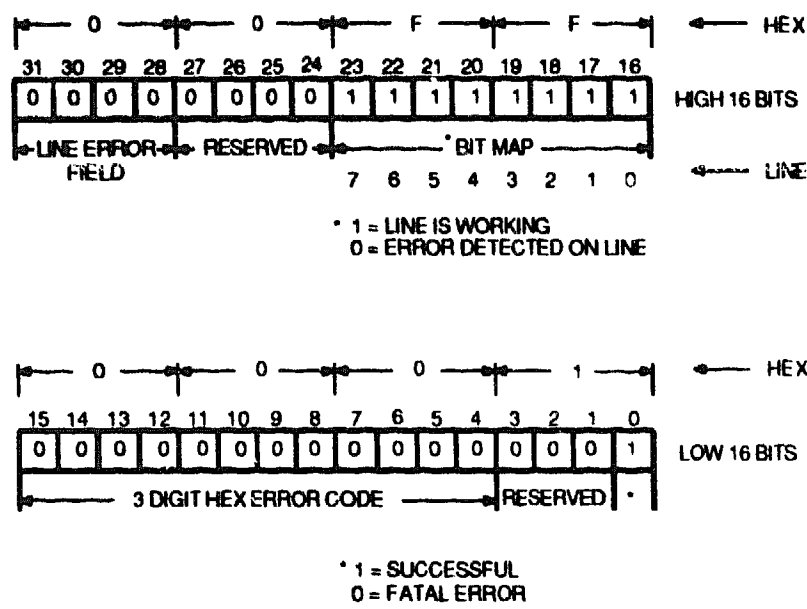 0 0 F F HEX
31 30 29 28 27 26 25 24 23 22 21 20 19 18 17 16
0 0 0 0 0 0 0 0 1 1 1 1 1 1 1 1 HIGH 16 BITS
LINE ERROR FIELD RESERVED * BIT MAP
7 6 5 4 3 2 1 0 LINE
* 1 = LINE IS WORKING
0 = ERROR DETECTED ON LINE
0 0 0 1 HEX
15 14 13 12 11 10 9 8 7 6 5 4 3 2 1 0
0 0 0 0 0 0 0 0 0 0 0 0 0 0 0 1 LOW 16 BITS
3 DIGIT HEX ERROR CODE RESERVED *
* 1 = SUCCESSFUL
0 = FATAL ERROR